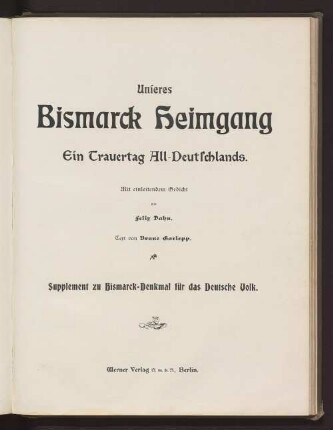 Unseres
Bismarck Heimgang
Ein Trauertag All-Deutschlands.
Mit einleitendem Gedicht
von
Felix Dahn.
Text von Bruno Garlepp.
Supplement zu Bismarck-Denkmal für das Deutsche Volk.
Werner Verlag G. m. b. H., Berlin.